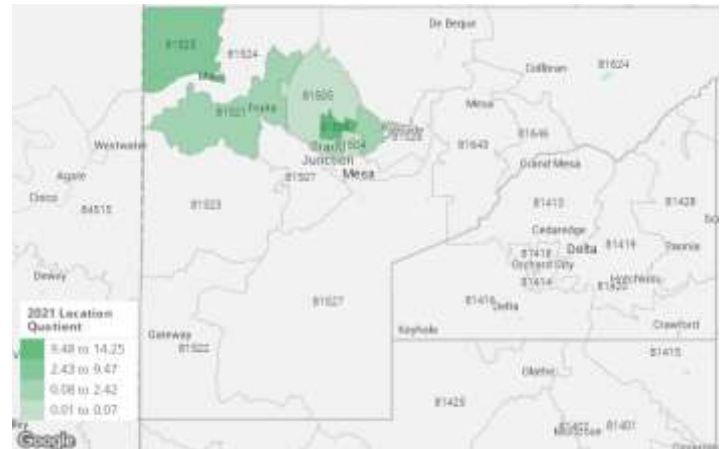 De Beque
81524
Mack
Collbran
81624
81505
Mesa
81521
Fruita
81646
Westwater
Grand
Junction
81643
Grand Mesa
Mesa
81507
Agate
Cisco
84515
81523
81413
81428
Cedaredge
Delta
81419
Paonia
81418
Orchard City
Hotchkiss
Dewey
81414
81527
81416
Delta
Gateway
81522
Keyhole
Crawford
81415
Olathe
81425
81401
Montrose
2021 Location
Quotient
9.48 to 14.25
2.43 to 9.47
0.08 to 2.42
0.01 to 0.07
Google